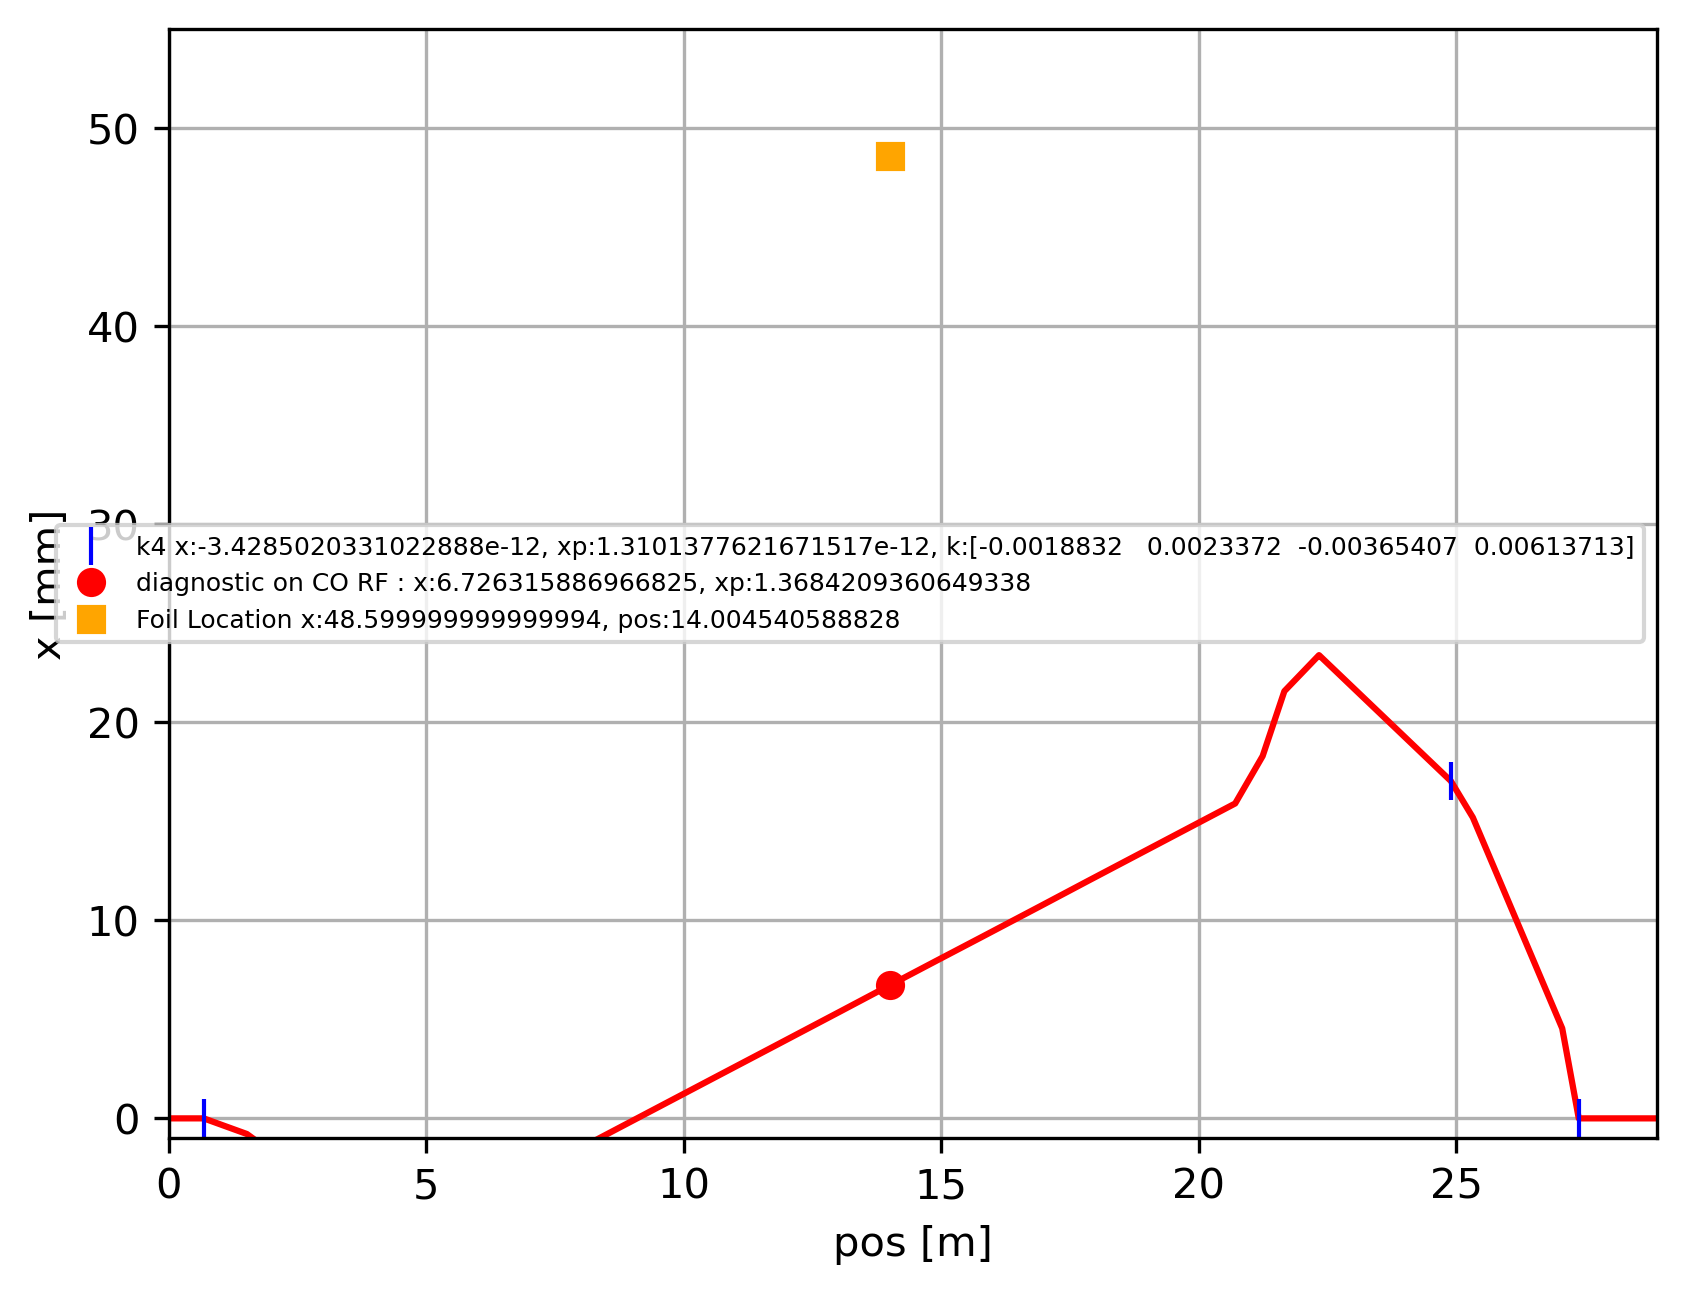 50
40
30
k4 x:-3.4285020331022888e-12, xp:1.3101377621671517e-12, k:[-0.0018832 0.0023372 -0.00365407 0.00613713]
diagnostic on CO RF : x:6.726315886966825, xp:1.3684209360649338
Foil Location x:48.599999999999994, pos:14.004540588828
x [mm]
20
10
0
0 5 10 15 20 25
pos [m]